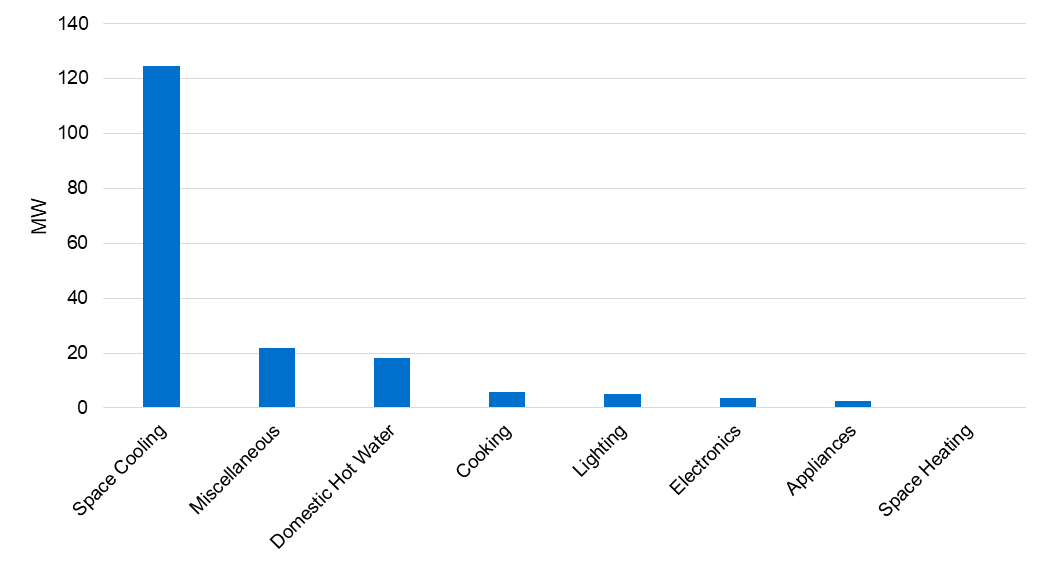 140
120
100
80
60
40
20
0
MW
Space Cooling
Miscellaneous
Domestic Hot Water
Cooking
Lighting
Electronics
Appliances
Space Heating